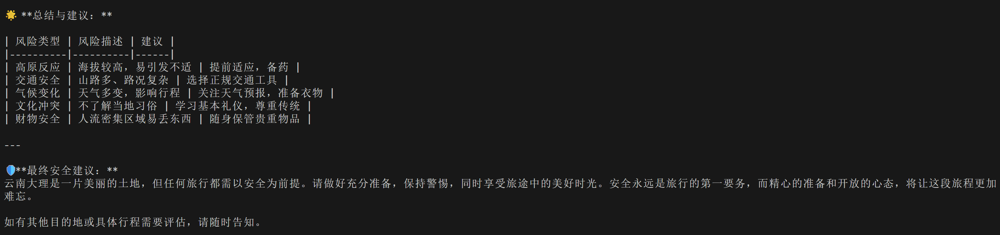 🌟 **总结与建议：**
| 风险类型 | 风险描述 | 建议 |
|----------|----------|------|
| 高原反应 | 海拔较高，易引发不适 | 提前适应，备药 |
| 交通安全 | 山路多、路况复杂 | 选择正规交通工具 |
| 气候变化 | 天气多变，影响行程 | 关注天气预报，准备衣物 |
| 文化冲突 | 不了解当地习俗 | 学习基本礼仪，尊重传统 |
| 财物安全 | 人流密集区域易丢东西 | 随身保管贵重物品 |
---
🛡️**最终安全建议：**
云南大理是一片美丽的土地，但任何旅行都需以安全为前提。请做好充分准备，保持警惕，同时享受旅途中的美好时光。安全永远是旅行的第一要务，而精心的准备和开放的心态，将让这段旅程更加
难忘。
如有其他目的地或具体行程需要评估，请随时告知。